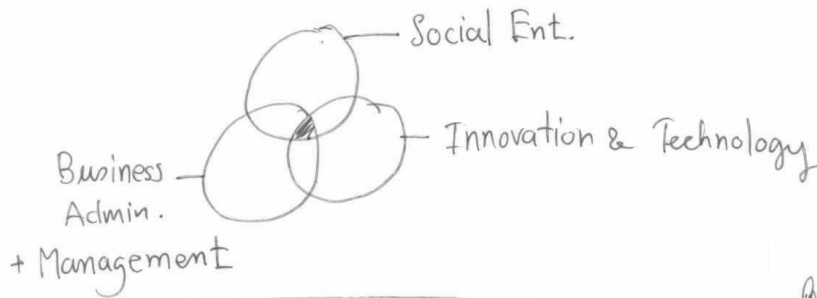 Social Ent.
Innovation & Technology
Business
Admin.
+ Management